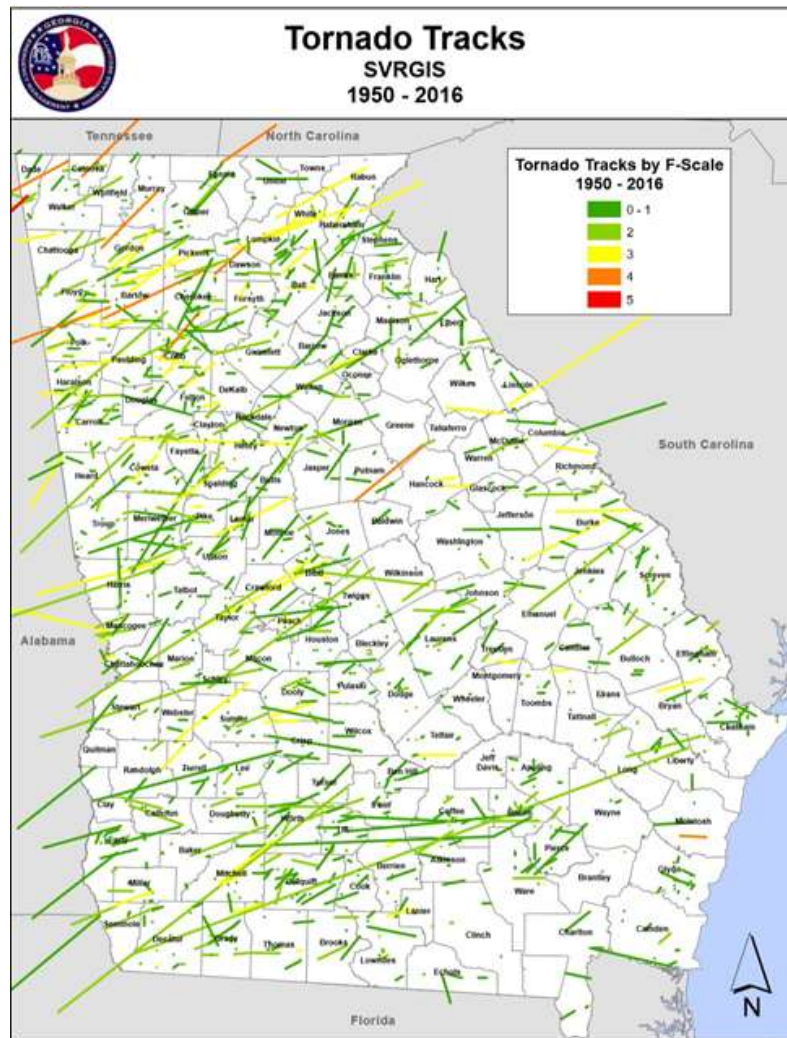 GEORGIA
Tornado Tracks
SVRGIS
1950 - 2016
Tennessee
North Carolina
Tornado Tracks by F-Scale
1950 - 2016
0 - 1
2
3
4
5
Dade
Catoosa
Fannin
Union
Towns
Rabun
Walker
Whitfield
Murray
Gilmer
White
Habersham
Lumpkin
Stephens
Chattooga
Gordon
Pickens
Dawson
Banks
Franklin
Hart
Floyd
Bartow
Cherokee
Forsyth
Hall
Jackson
Madison
Elbert
Polk
Paulding
Cobb
Gwinnett
Barrow
Clarke
Oglethorpe
Oconee
Wilkes
Lincoln
Haralson
Douglas
Fulton
DeKalb
Walton
Rockdale
Newton
Morgan
Greene
Taliaferro
McDuffie
Columbia
Carroll
Clayton
Henry
South Carolina
Fayette
Coweta
Heard
Spalding
Butts
Jasper
Putnam
Hancock
Warren
Glascock
Richmond
Troup
Meriwether
Pike
Lamar
Monroe
Jones
Baldwin
Washington
Jefferson
Burke
Upson
Harris
Talbot
Crawford
Bibb
Wilkinson
Twiggs
Johnson
Jenkins
Screven
Emanuel
Muscogee
Taylor
Peach
Houston
Bleckley
Laurens
Treutlen
Candler
Bulloch
Effingham
Alabama
Chattahoochee
Marion
Macon
Schley
Dooly
Pulaski
Dodge
Wheeler
Montgomery
Toombs
Tattnall
Evans
Bryan
Chatham
Stewart
Webster
Sumter
Crisp
Wilcox
Telfair
Quitman
Randolph
Terrell
Lee
Turner
Ben Hill
Jeff
Davis
Appling
Long
Liberty
Clay
Calhoun
Dougherty
Worth
Tift
Irwin
Coffee
Bacon
Wayne
McIntosh
Early
Baker
Mitchell
Colquitt
Cook
Berrien
Atkinson
Pierce
Ware
Brantley
Glynn
Miller
Lanier
Clinch
Charlton
Camden
Seminole
Decatur
Grady
Thomas
Brooks
Lowndes
Echols
Florida
N